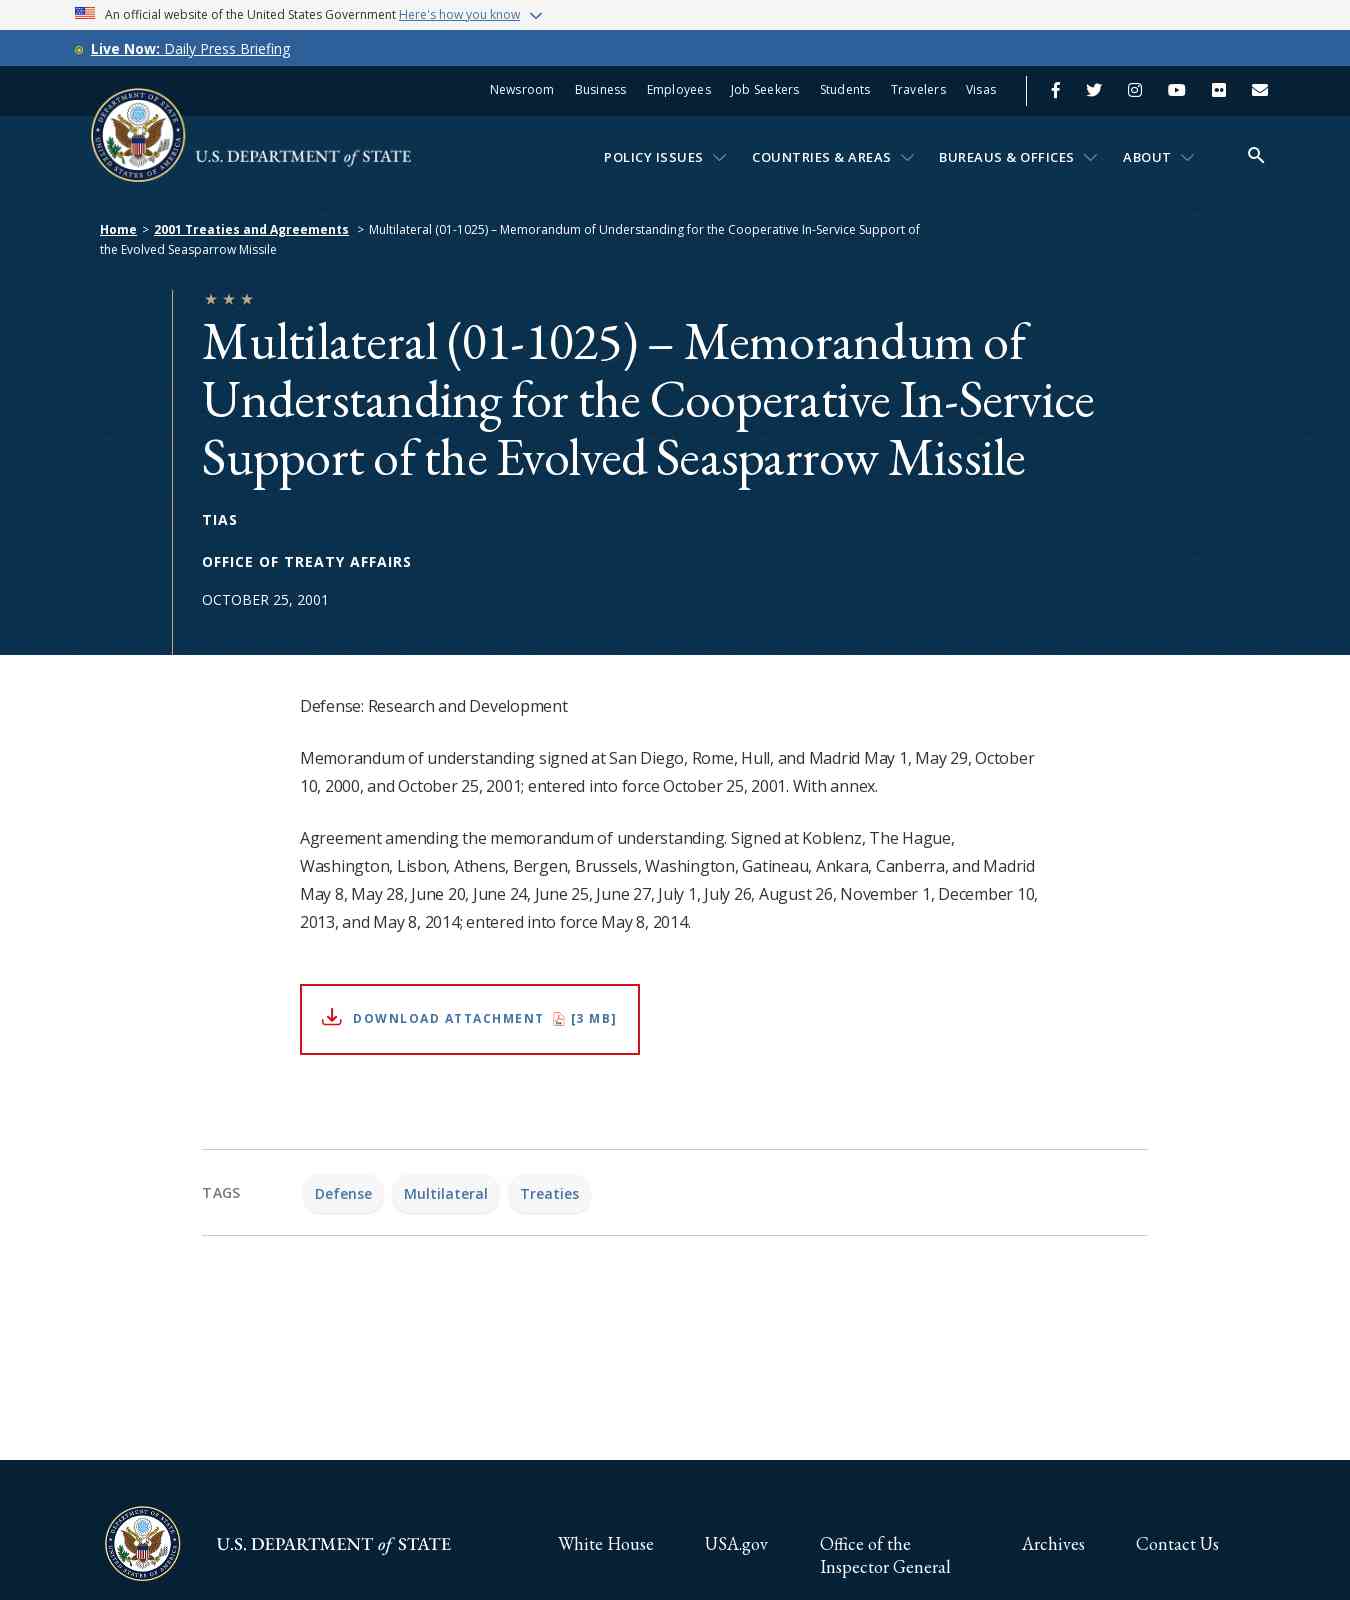 An official website of the United States Government Here's how you know
Live Now: Daily Press Briefing
Newsroom Business Employees Job Seekers Students Travelers Visas
U.S. DEPARTMENT of STATE
POLICY ISSUES COUNTRIES & AREAS BUREAUS & OFFICES ABOUT
Home > 2001 Treaties and Agreements > Multilateral (01-1025) – Memorandum of Understanding for the Cooperative In-Service Support of
the Evolved Seasparrow Missile
Multilateral (01-1025) – Memorandum of
Understanding for the Cooperative In-Service
Support of the Evolved Seasparrow Missile
TIAS
OFFICE OF TREATY AFFAIRS
OCTOBER 25, 2001
Defense: Research and Development
Memorandum of understanding signed at San Diego, Rome, Hull, and Madrid May 1, May 29, October
10, 2000, and October 25, 2001; entered into force October 25, 2001. With annex.
Agreement amending the memorandum of understanding. Signed at Koblenz, The Hague,
Washington, Lisbon, Athens, Bergen, Brussels, Washington, Gatineau, Ankara, Canberra, and Madrid
May 8, May 28, June 20, June 24, June 25, June 27, July 1, July 26, August 26, November 1, December 10,
2013, and May 8, 2014; entered into force May 8, 2014.
DOWNLOAD ATTACHMENT [3 MB]
TAGS Defense Multilateral Treaties
U.S. DEPARTMENT of STATE
White House USA.gov Office of the Archives Contact Us
Inspector General